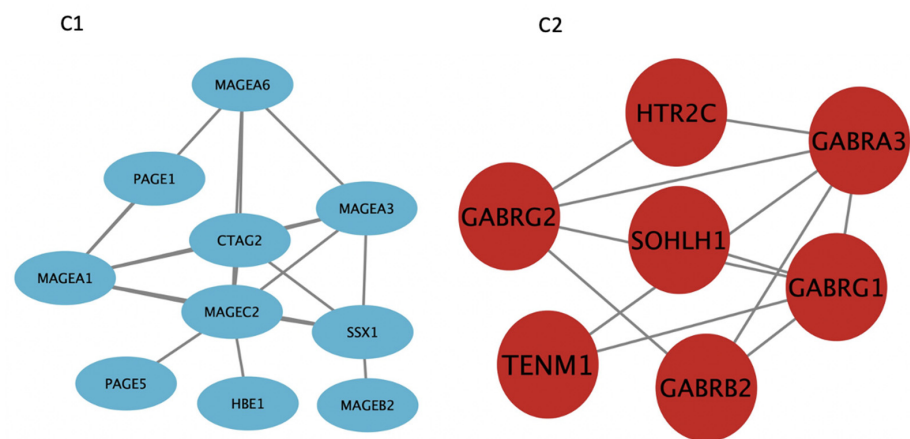 C1
C2
MAGEA6
PAGE1
MAGEA3
CTAG2
MAGEA1
MAGEC2
SSX1
PAGE5
HBE1
MAGEB2
HTR2C
GABRA3
GABRG2
SOHLH1
GABRG1
TENM1
GABRB2